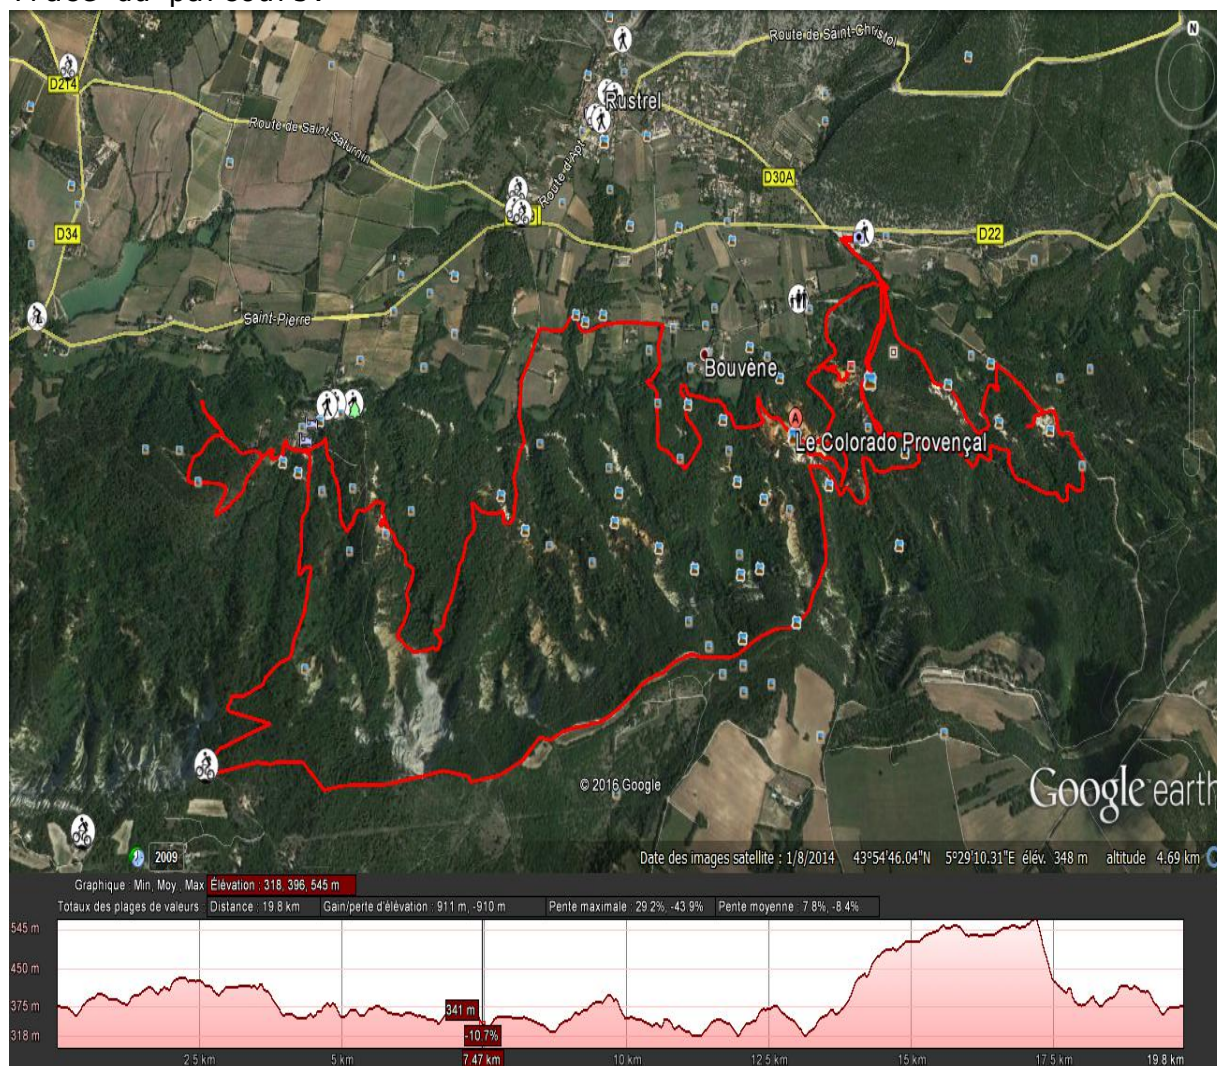 Tracé du parcours:
N
Route de Saint-Christol
D214
Rustrel
Route de Saint-Saturnin
Route d'Apt
D30A
D34
D22
Saint-Pierre
Bouvène
A
Le Colorado Provençal
© 2016 Google
Google earth
2009
Date des images satellite : 1/8/2014 43°54'46.04"N 5°29'10.31"E élév. 348 m altitude 4.69 km
Graphique : Min, Moy., Max Élévation : 318, 396, 545 m
Totaux des plages de valeurs : Distance : 19.8 km Gain/perte d'élévation : 911 m, -910 m Pente maximale : 29.2%, -43.9% Pente moyenne : 7.8%, -8.4%
545 m
450 m
375 m
341 m
318 m
-10.7%
2.5 km 5 km 7.47 km 10 km 12.5 km 15 km 17.5 km 19.8 km